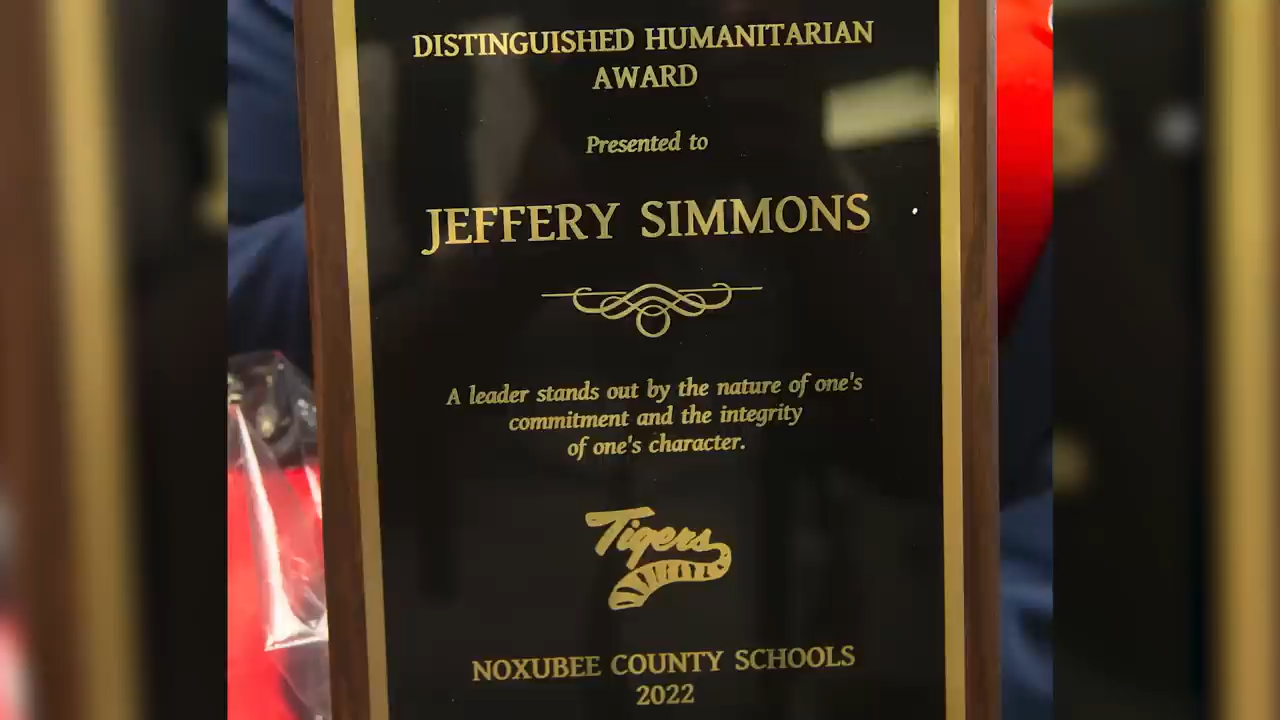 DISTINGUISHED HUMANITARIAN
AWARD
Presented to
JEFFERY SIMMONS
A leader stands out by the nature of one's
commitment and the integrity
of one's character.
Tigers
NOXUBEE COUNTY SCHOOLS
2022